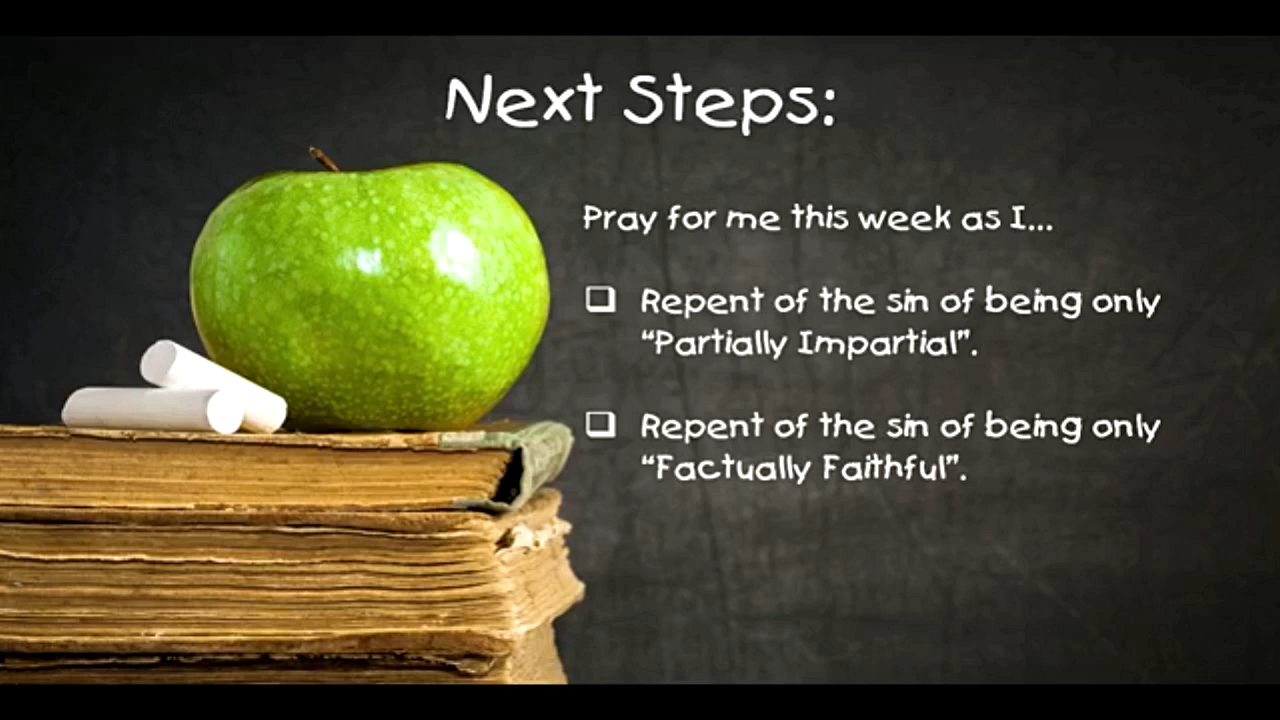 Next Steps:
Pray for me this week as I...
❑ Repent of the sin of being only
“Partially Impartial”.
❑ Repent of the sin of being only
“Factually Faithful”.